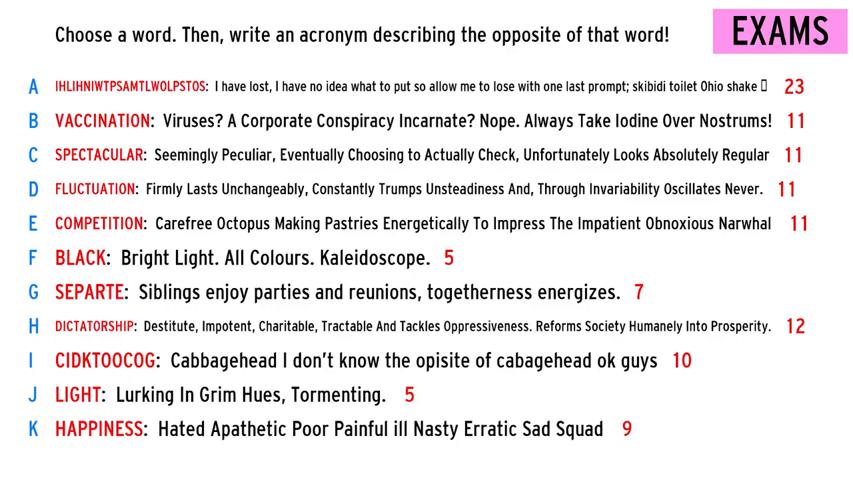 Choose a word. Then, write an acronym describing the opposite of that word!
EXAMS
A IHLIHNIWTPSAMTLWOLPSTOS: I have lost, I have no idea what to put so allow me to lose with one last prompt; skibidi toilet Ohio shake 23
B VACCINATION: Viruses? A Corporate Conspiracy Incarnate? Nope. Always Take Iodine Over Nostrums! 11
C SPECTACULAR: Seemingly Peculiar, Eventually Choosing to Actually Check, Unfortunately Looks Absolutely Regular 11
D FLUCTUATION: Firmly Lasts Unchangeably, Constantly Trumps Unsteadiness And, Through Invariability Oscillates Never. 11
E COMPETITION: Carefree Octopus Making Pastries Energetically To Impress The Impatient Obnoxious Narwhal 11
F BLACK: Bright Light. All Colours. Kaleidoscope. 5
G SEPARTE: Siblings enjoy parties and reunions, togetherness energizes. 7
H DICTATORSHIP: Destitute, Impotent, Charitable, Tractable And Tackles Oppressiveness. Reforms Society Humanely Into Prosperity. 12
I CIDKTOOCOG: Cabbagehead I don't know the opisite of cabagehead ok guys 10
J LIGHT: Lurking In Grim Hues, Tormenting. 5
K HAPPINESS: Hated Apathetic Poor Painful ill Nasty Erratic Sad Squad 9